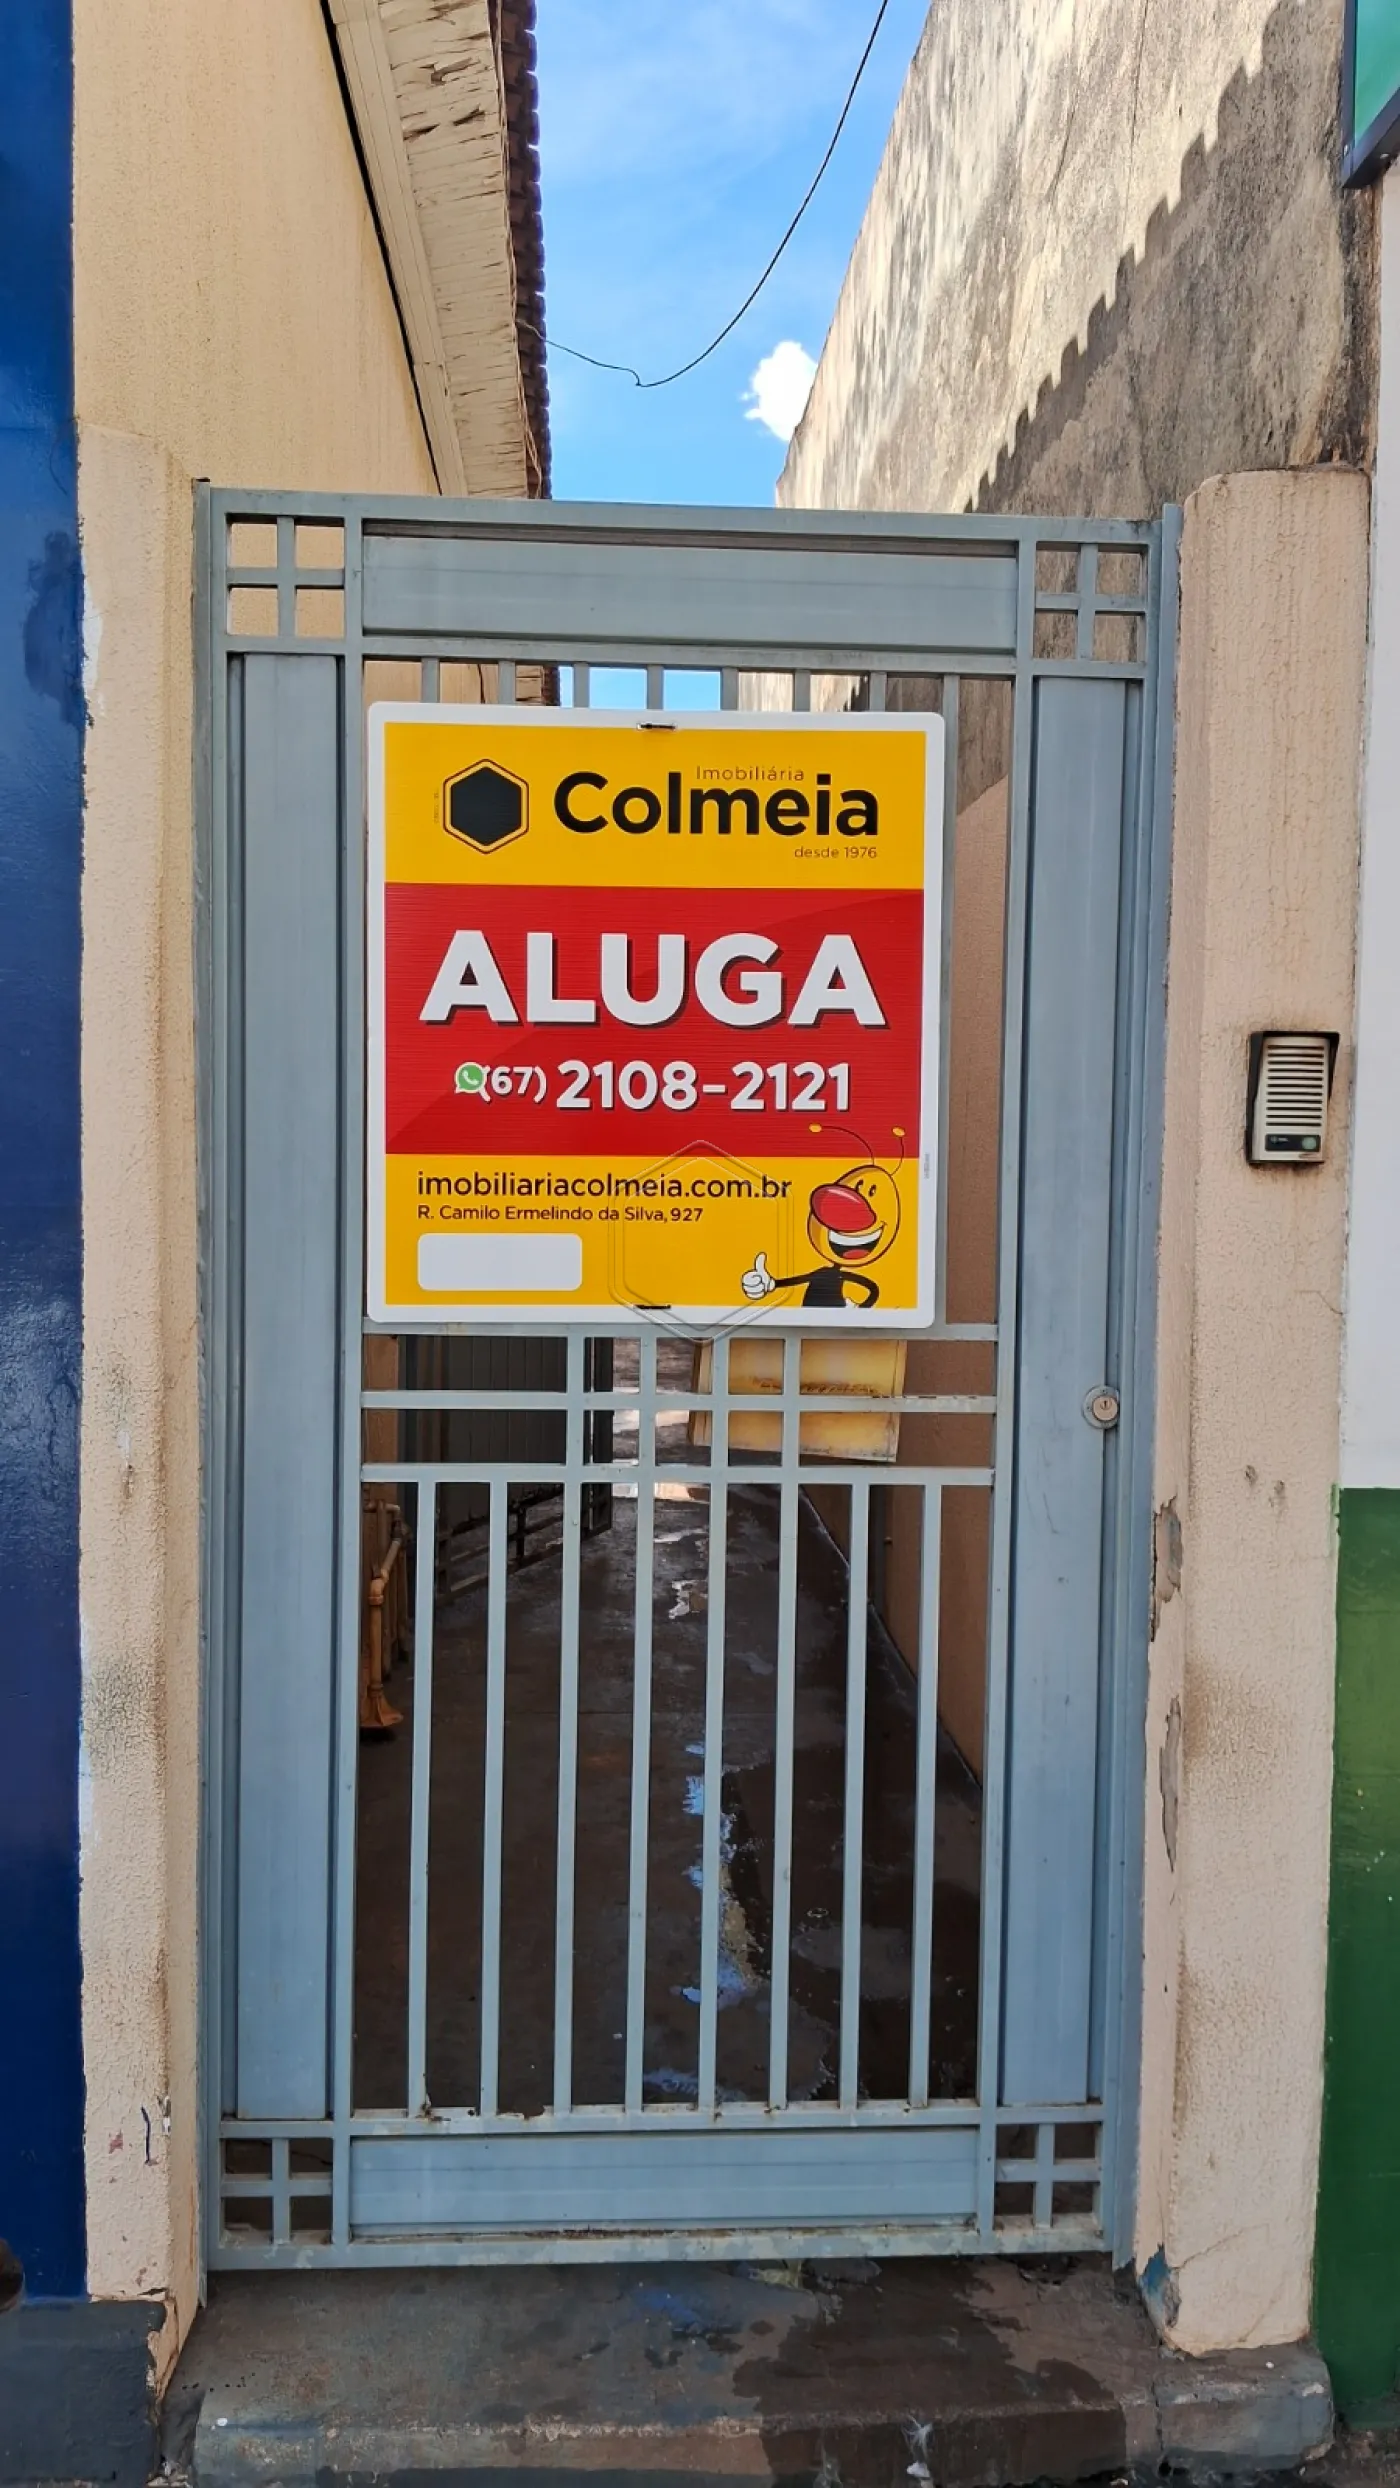 Imobiliária
Colmeia
desde 1976
ALUGA
(67) 2108-2121
imobiliariacolmeia.com.br
R. Camilo Ermelindo da Silva, 927